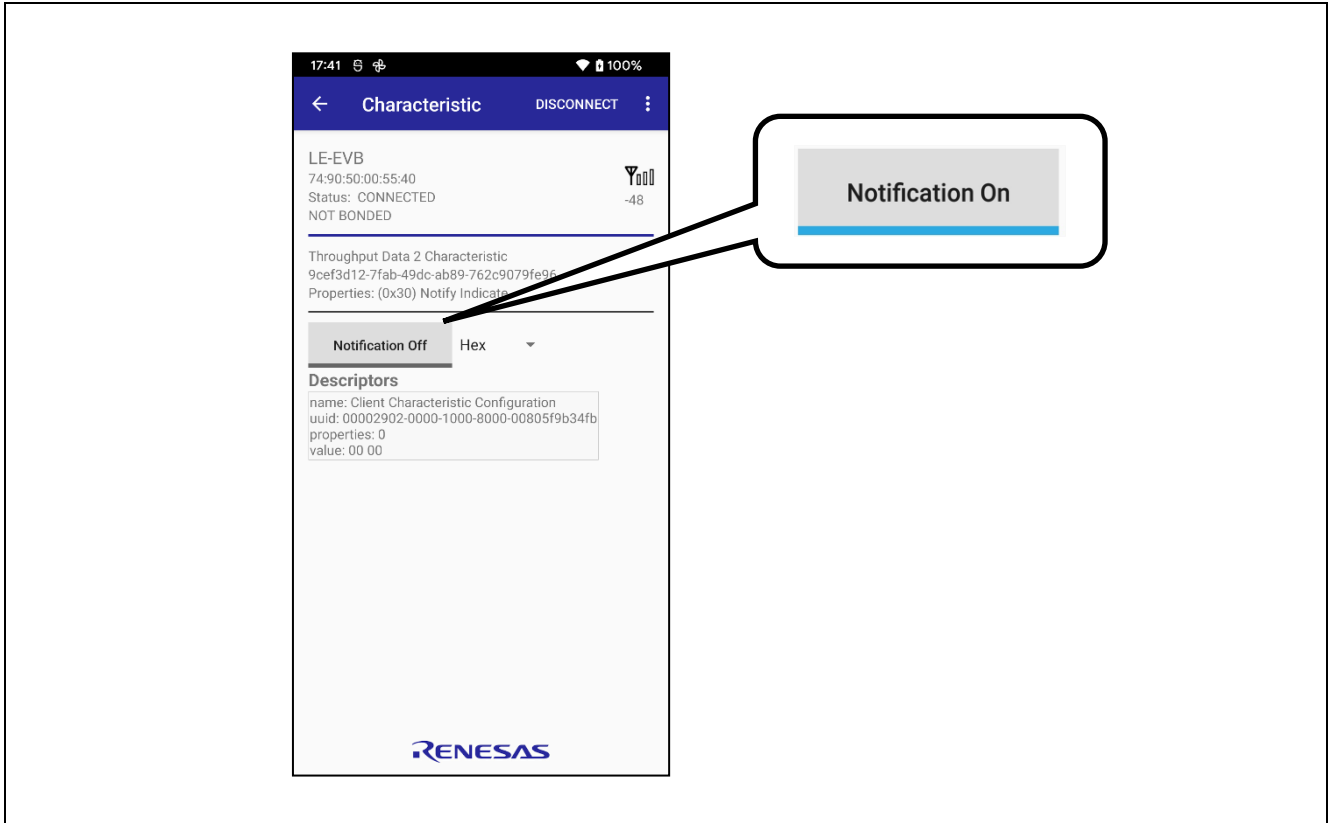 17:41 100%
Characteristic DISCONNECT
LE-EVB
74:90:50:00:55:40
Status: CONNECTED
-48
NOT BONDED
Throughput Data 2 Characteristic
9cef3d12-7fab-49dc-ab89-762c9079fe96
Properties: (0x30) Notify Indicate
Notification Off Hex
Descriptors
name: Client Characteristic Configuration
uuid: 00002902-0000-1000-8000-00805f9b34fb
properties: 0
value: 00 00
RENESAS
Notification On